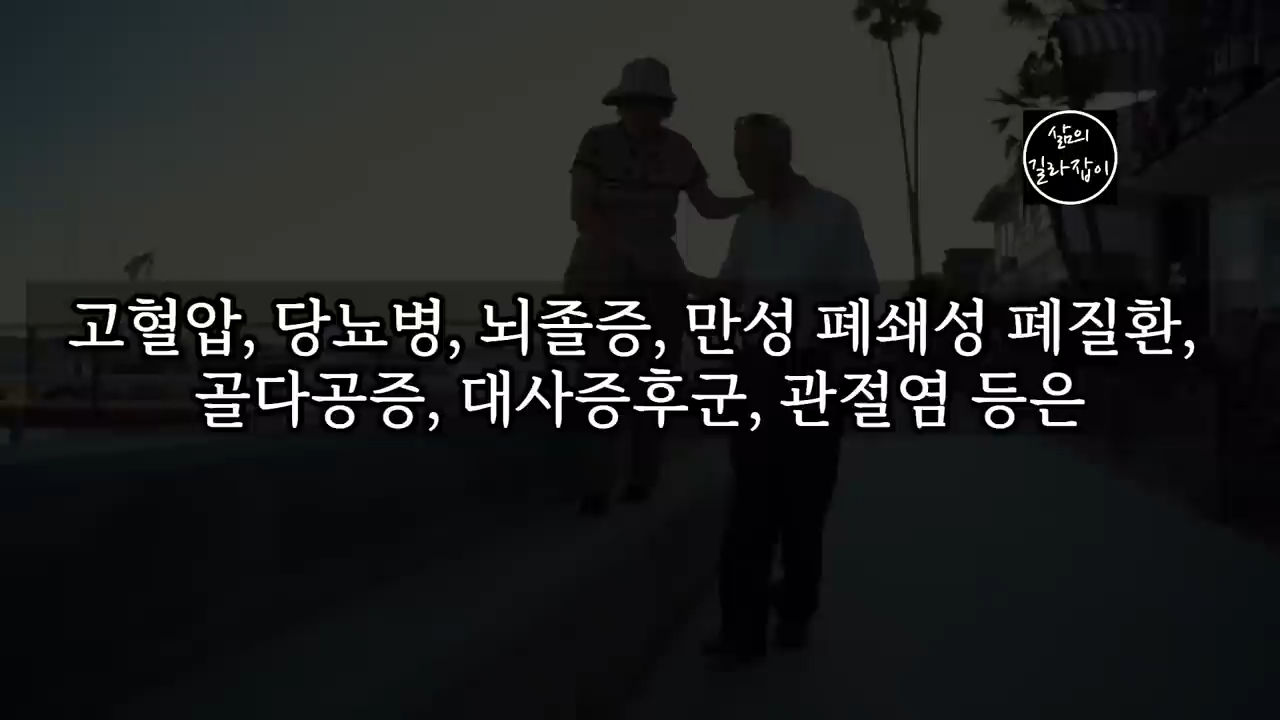 삶의
길라잡이
고혈압, 당뇨병, 뇌졸증, 만성 폐쇄성 폐질환,
골다공증, 대사증후군, 관절염 등은